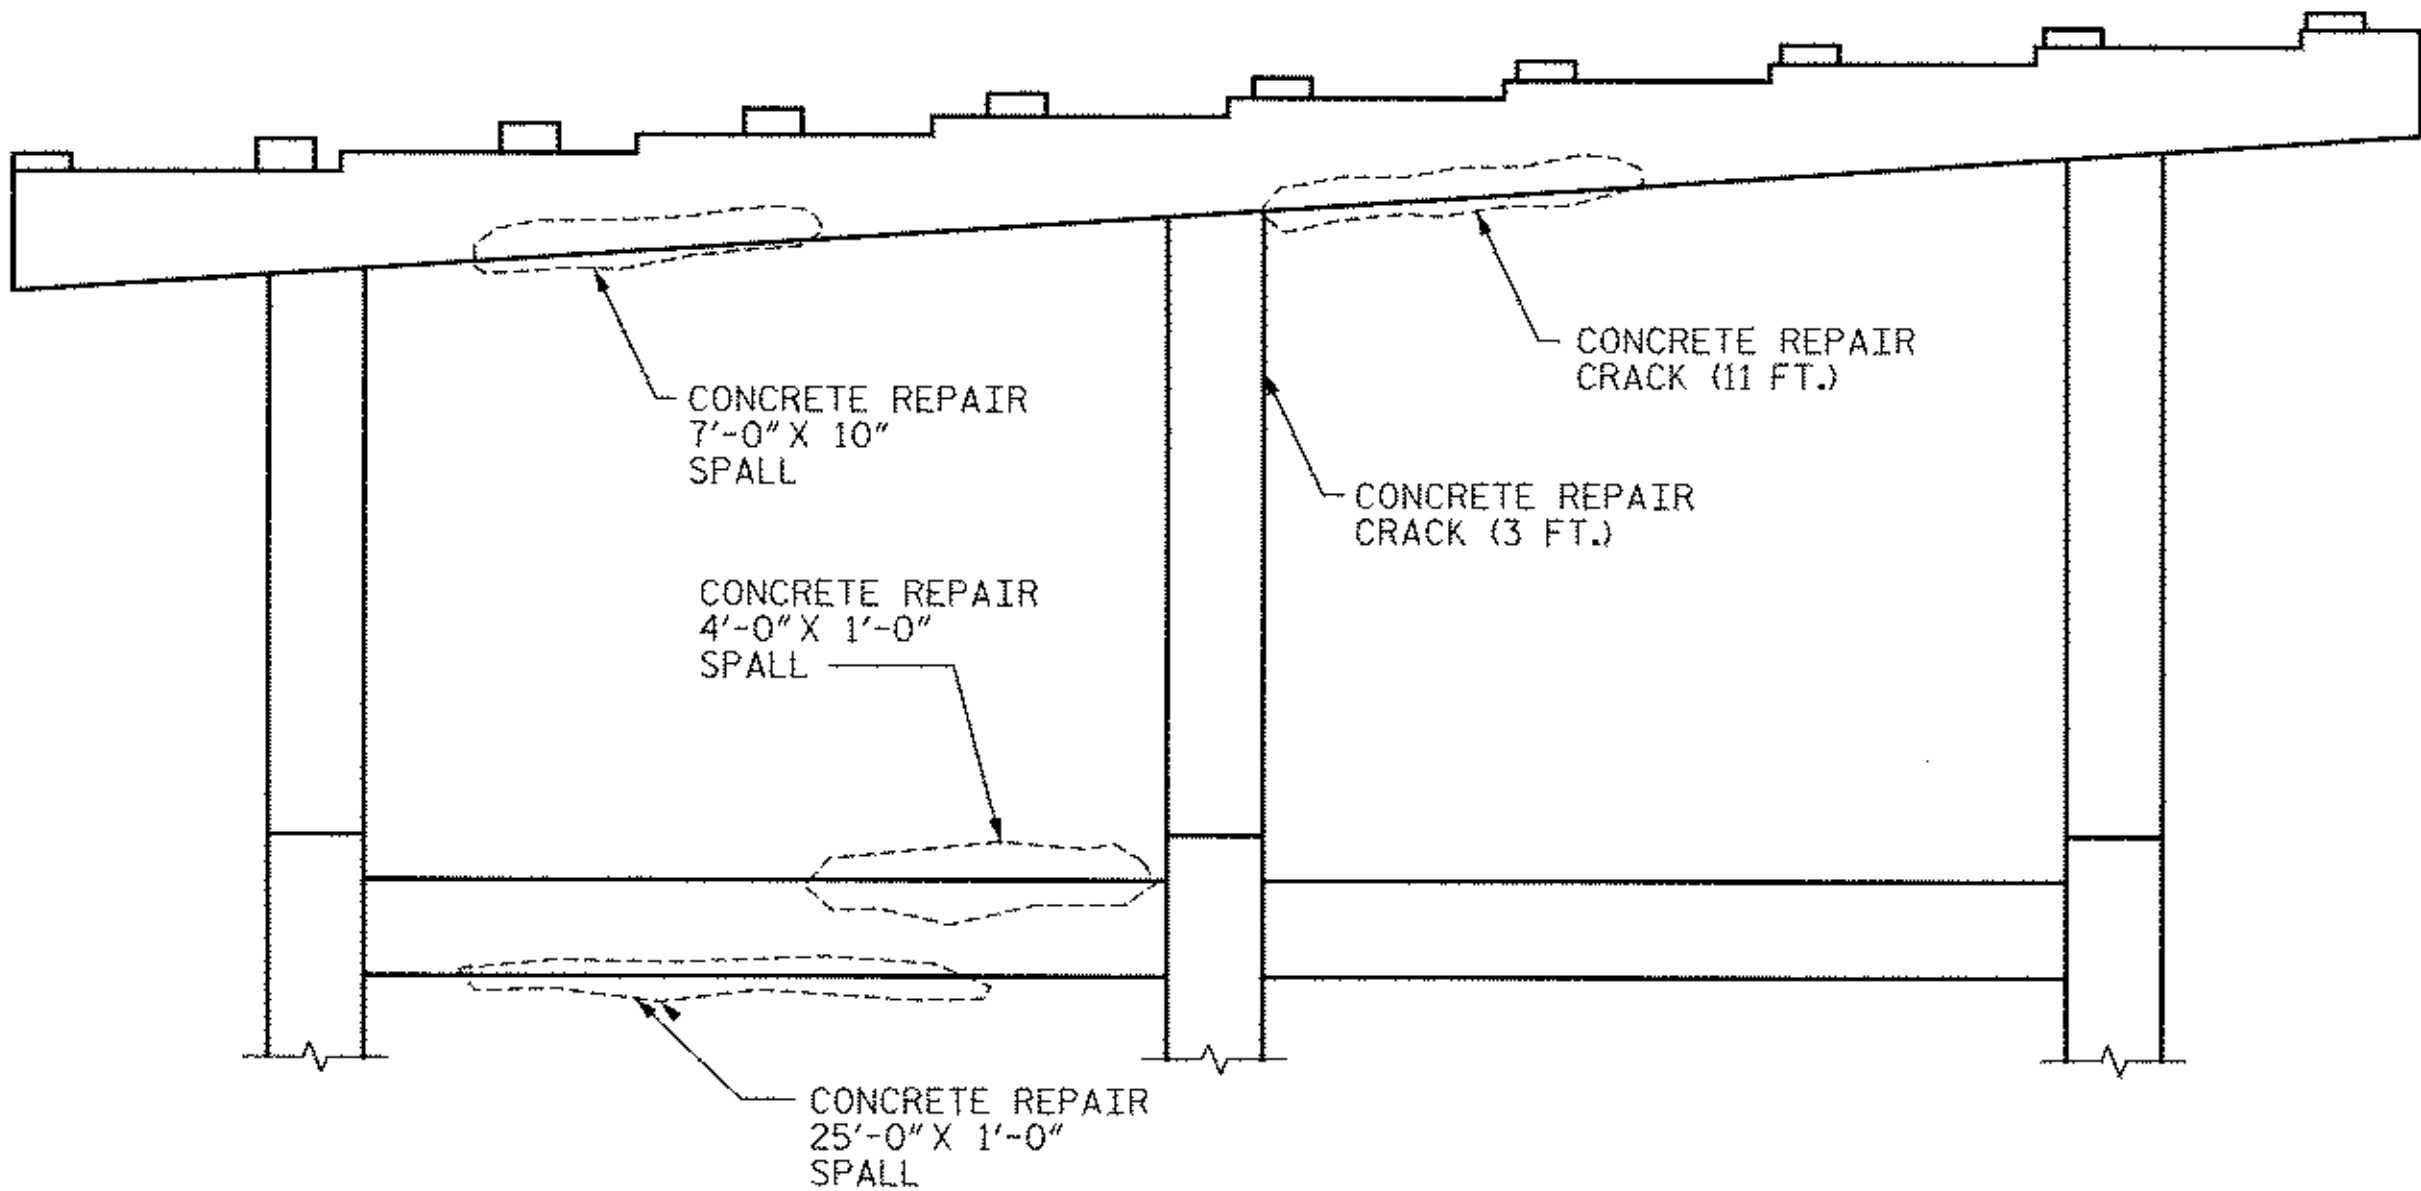 CONCRETE REPAIR
CRACK (11 FT.)
CONCRETE REPAIR
7'-0" X 10"
SPALL
CONCRETE REPAIR
CRACK (3 FT.)
CONCRETE REPAIR
4'-0" X 1'-0"
SPALL
CONCRETE REPAIR
25'-0" X 1'-0"
SPALL